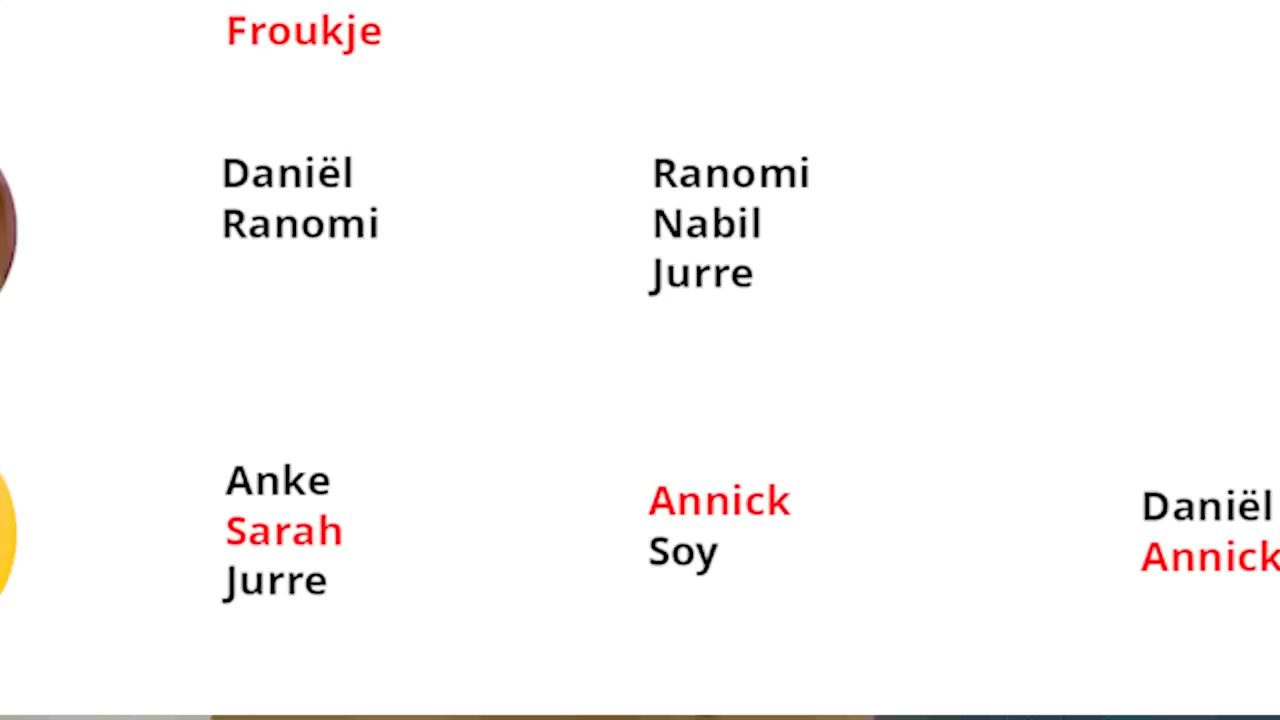 Froukje
Daniël
Ranomi
Ranomi
Nabil
Jurre
Anke
Sarah
Jurre
Annick
Soy
Daniël
Annick